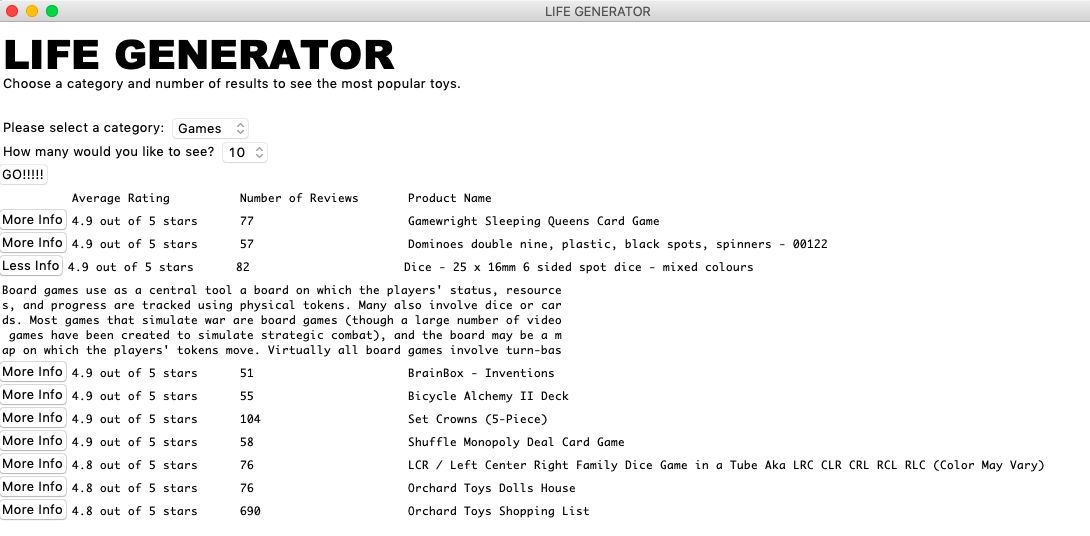 LIFE GENERATOR
LIFE GENERATOR
Choose a category and number of results to see the most popular toys.
Please select a category: Games
How many would you like to see? 10
GO!!!!!
Average Rating Number of Reviews Product Name
More Info 4.9 out of 5 stars 77 Gamewright Sleeping Queens Card Game
More Info 4.9 out of 5 stars 57 Dominoes double nine, plastic, black spots, spinners - 00122
Less Info 4.9 out of 5 stars 82 Dice - 25 x 16mm 6 sided spot dice - mixed colours
Board games use as a central tool a board on which the players' status, resource
s, and progress are tracked using physical tokens. Many also involve dice or car
ds. Most games that simulate war are board games (though a large number of video
games have been created to simulate strategic combat), and the board may be a m
ap on which the players' tokens move. Virtually all board games involve turn-bas
More Info 4.9 out of 5 stars 51 BrainBox - Inventions
More Info 4.9 out of 5 stars 55 Bicycle Alchemy II Deck
More Info 4.9 out of 5 stars 104 Set Crowns (5-Piece)
More Info 4.9 out of 5 stars 58 Shuffle Monopoly Deal Card Game
More Info 4.8 out of 5 stars 76 LCR / Left Center Right Family Dice Game in a Tube Aka LRC CLR CRL RCL RLC (Color May Vary)
More Info 4.8 out of 5 stars 76 Orchard Toys Dolls House
More Info 4.8 out of 5 stars 690 Orchard Toys Shopping List